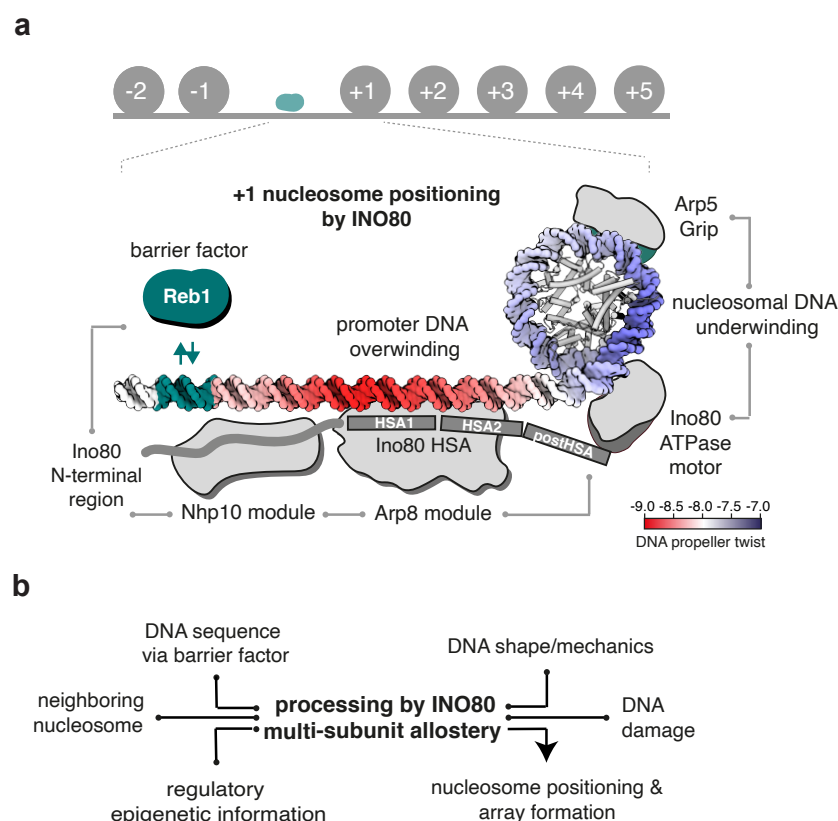 a
-2 -1 +1 +2 +3 +4 +5
+1 nucleosome positioning
by INO80
Arp5
Grip
barrier factor
Reb1
nucleosomal DNA
underwinding
promoter DNA
overwinding
HSA1
HSA2
postHSA
Ino80 HSA
Ino80
ATPase
motor
Ino80
N-terminal
region
Nhp10 module
Arp8 module
-9.0 -8.5 -8.0 -7.5 -7.0
DNA propeller twist
b
DNA sequence
via barrier factor
DNA shape/mechanics
neighboring
nucleosome
processing by INO80
multi-subunit allostery
DNA
damage
regulatory
epigenetic information
nucleosome positioning &
array formation